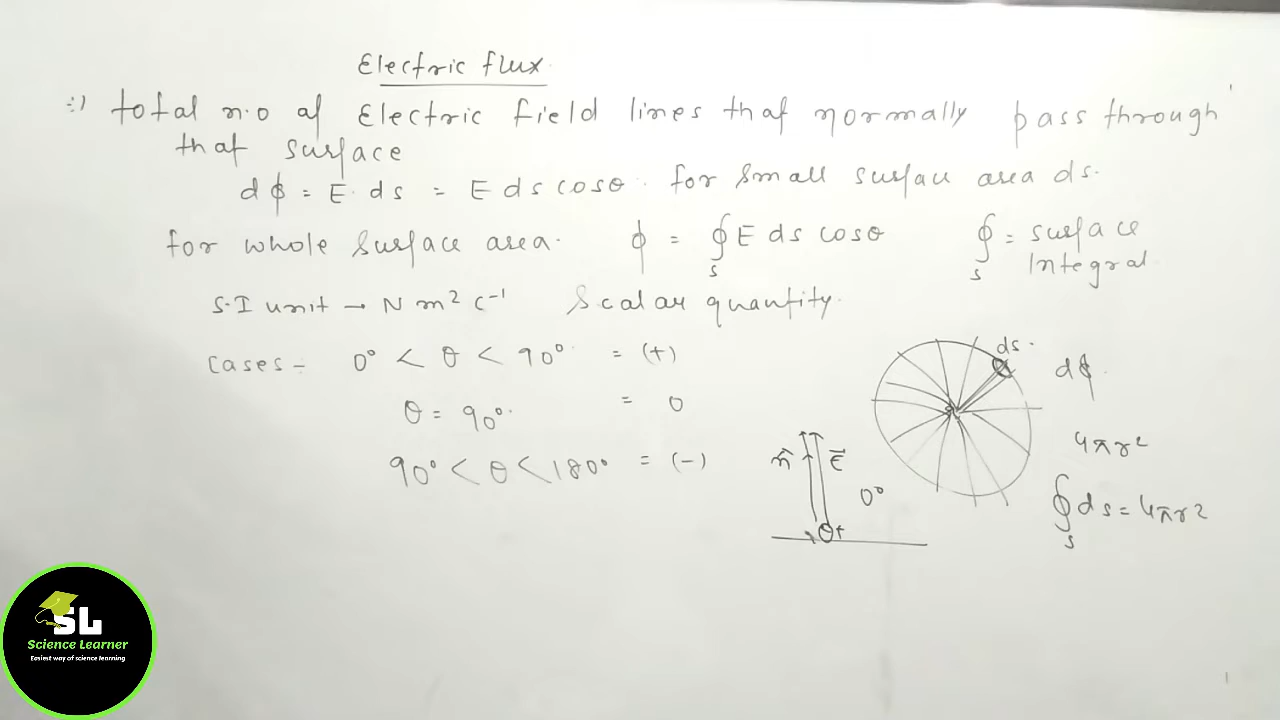 Electric flux
:-) total n.o of Electric field lines that normally pass through
that surface
dϕ = E. ds = E ds cosθ. for small surface area ds.
for whole surface area. ϕ = ∮s E ds cosθ ∮s = surface
Integral
S.I unit → N m² c⁻¹ Scalar quantity.
Cases - 0° < θ < 90° = (+)
θ = 90° = 0
90° < θ < 180° = (-)
ds.
dϕ
4πr²
∮s ds = 4πr²
n̂ E⃗
0°
θ+
SL
Science Learner
Easiest way of science learning